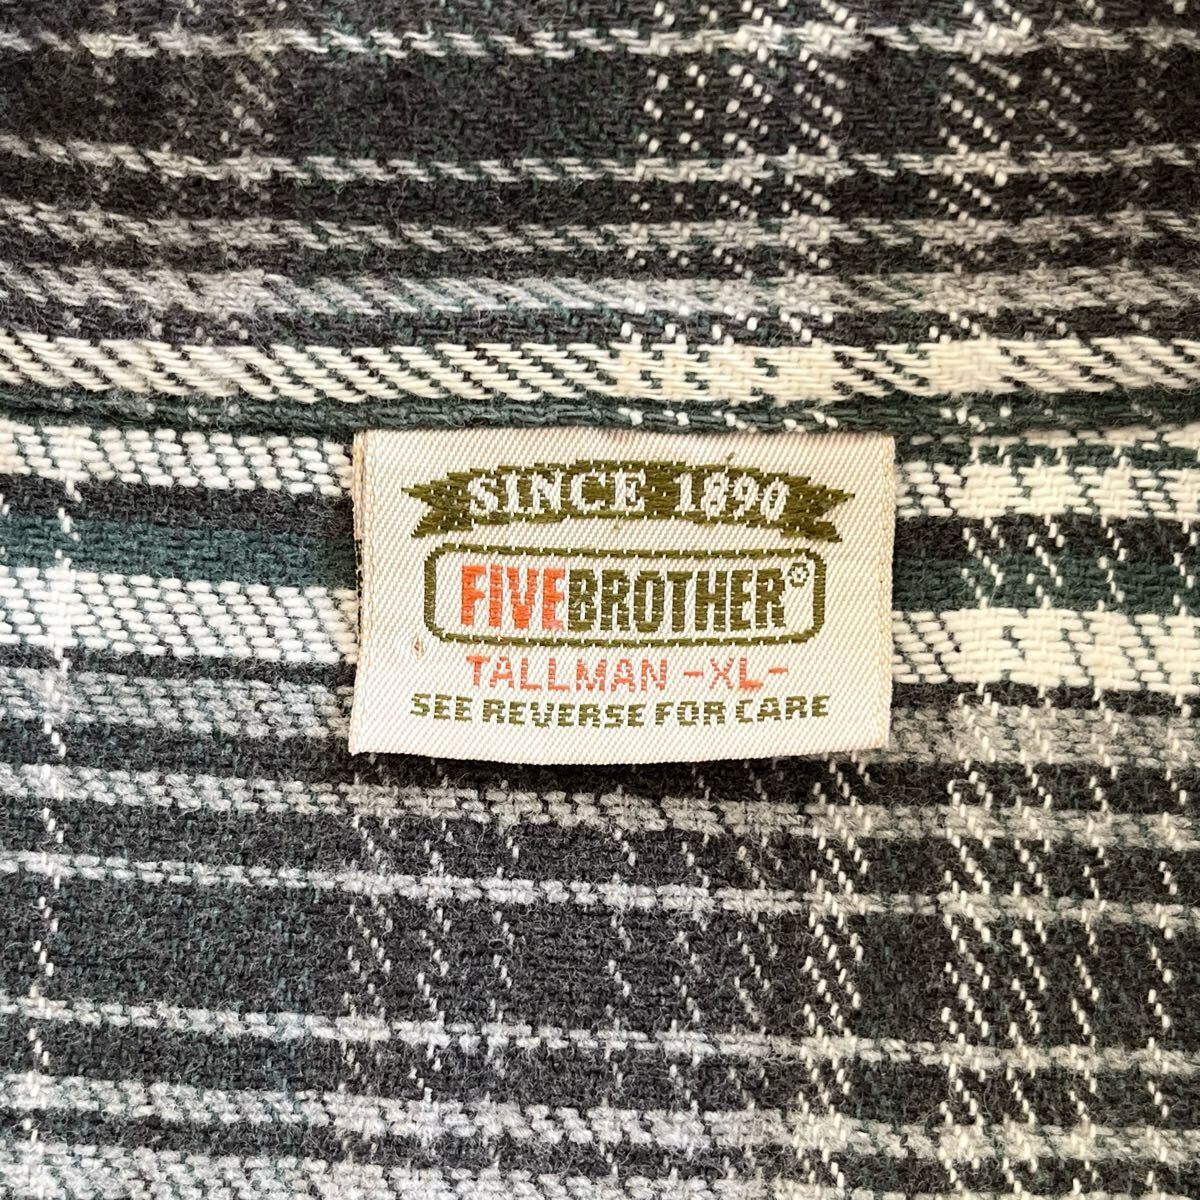 SINCE 1890
FIVEBROTHER®
TALLMAN -XL-
SEE REVERSE FOR CARE